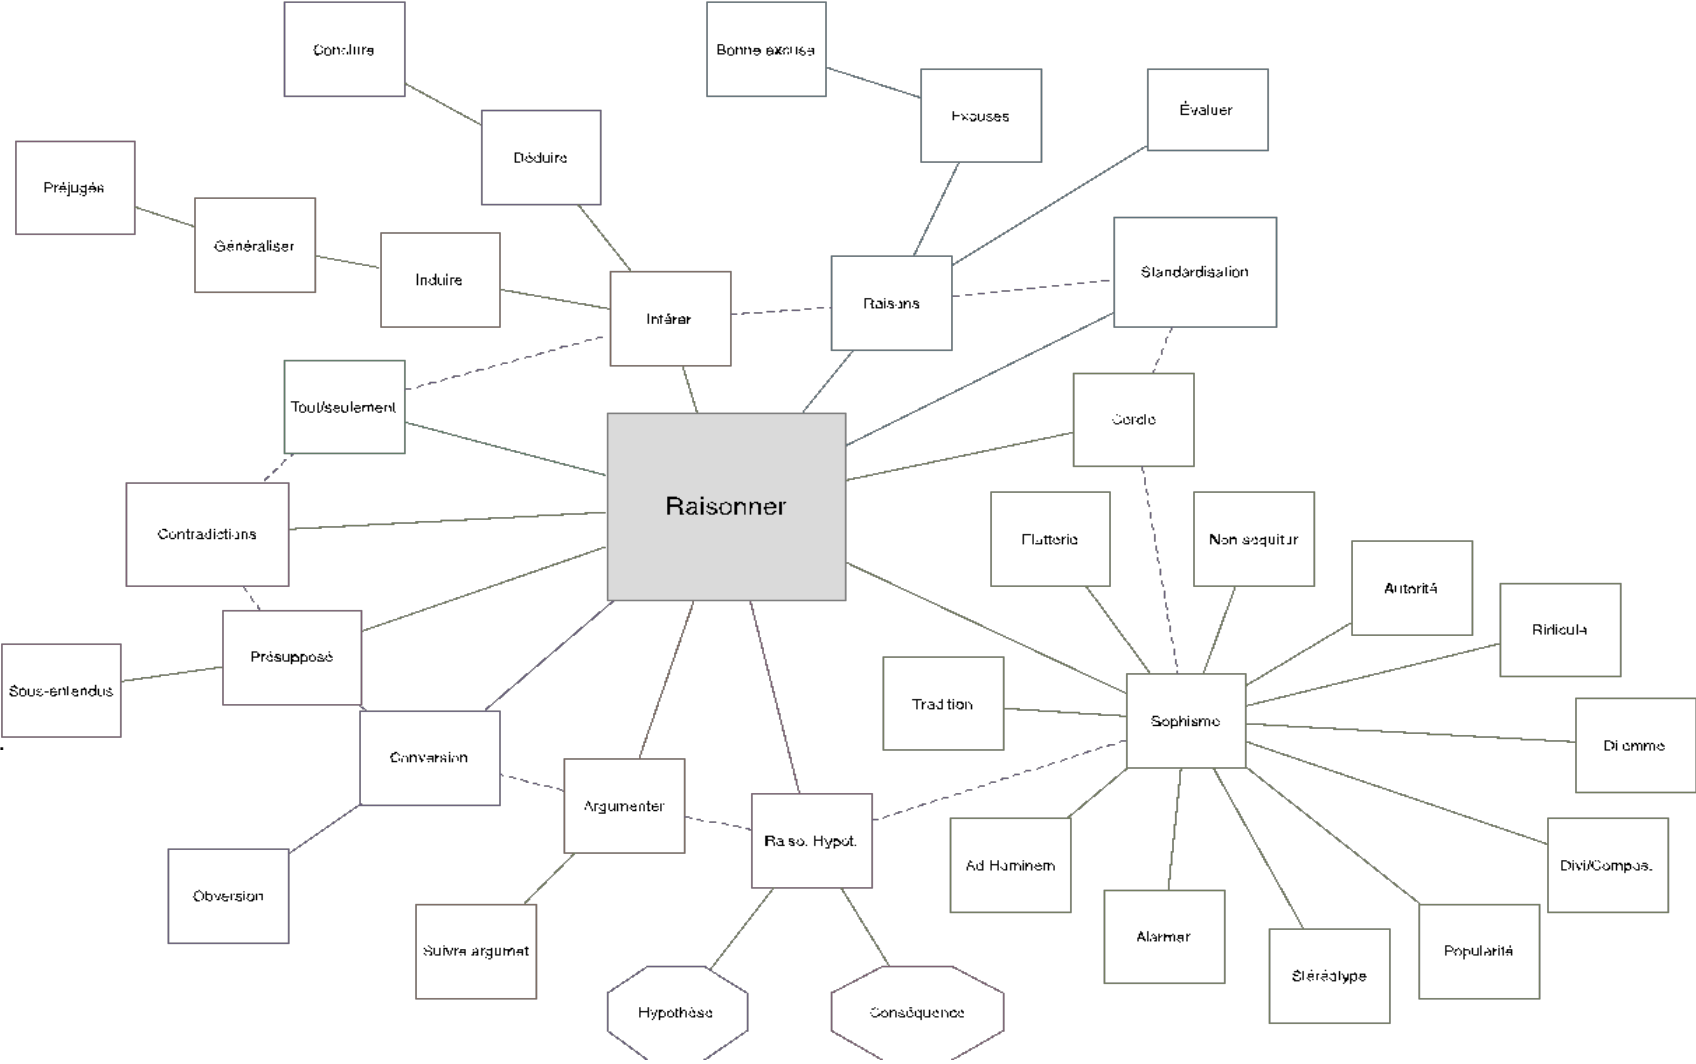 Conclure
Bonne excuse
Excuses
Évaluer
Déduire
Préjugés
Généraliser
Induire
Inférer
Raisons
Standardisation
Tout/seulement
Cercle
Raisonner
Contradictions
Flatterie
Non sequitur
Autorité
Ridicule
Présupposé
Sous-entendus
Tradition
Sophisme
Dilemme
Conversion
Argumenter
Raiso. Hypot.
Ad Hominem
Divi/Compos.
Obversion
Suivre argumet
Alarmer
Stéréotype
Popularité
Hypothèse
Conséquence